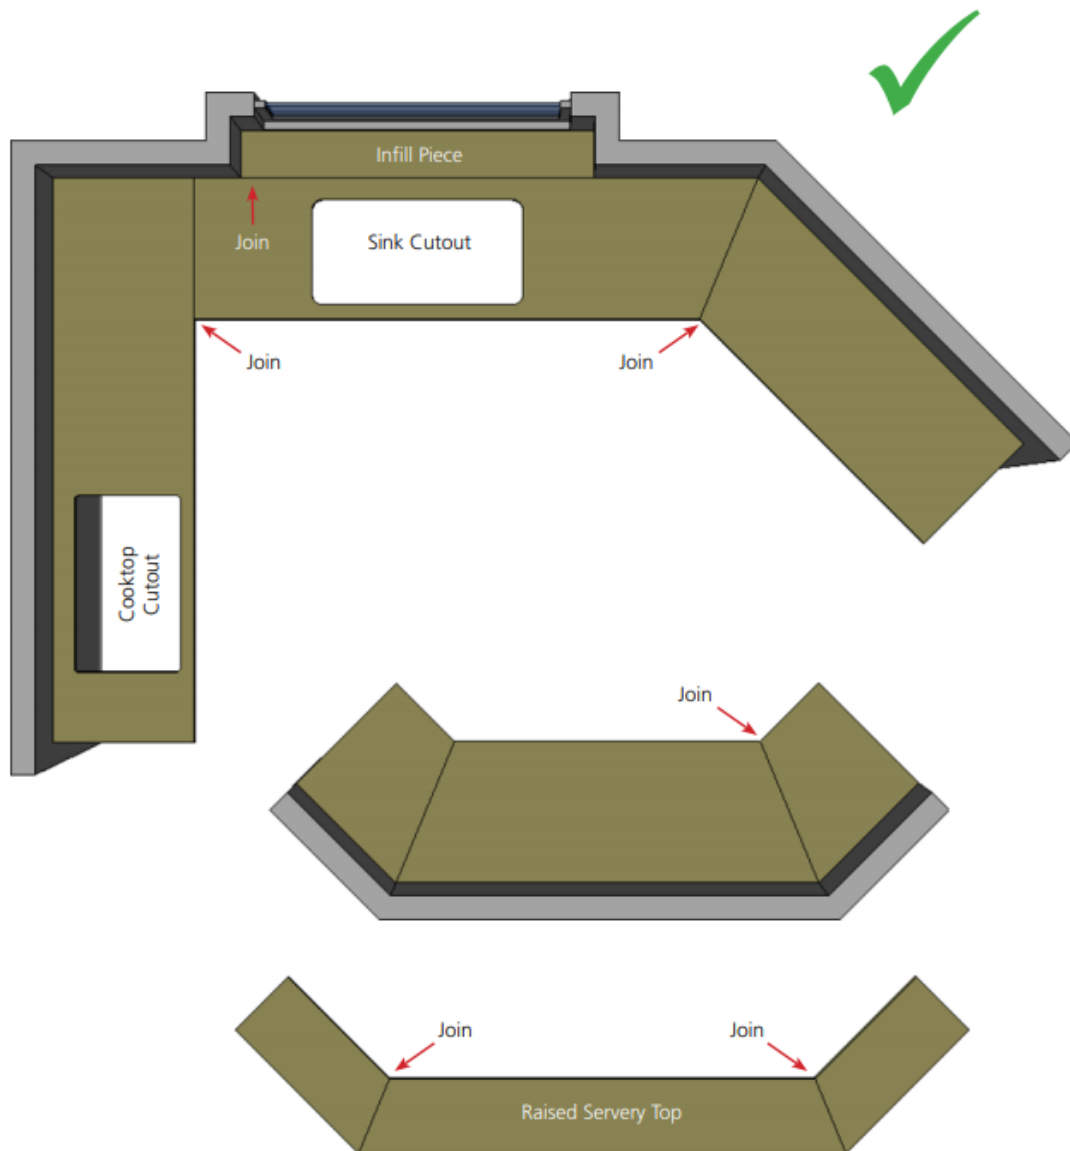 Infill Piece
Join
Sink Cutout
Join
Join
Cooktop
Cutout
Join
Join
Join
Raised Servery Top